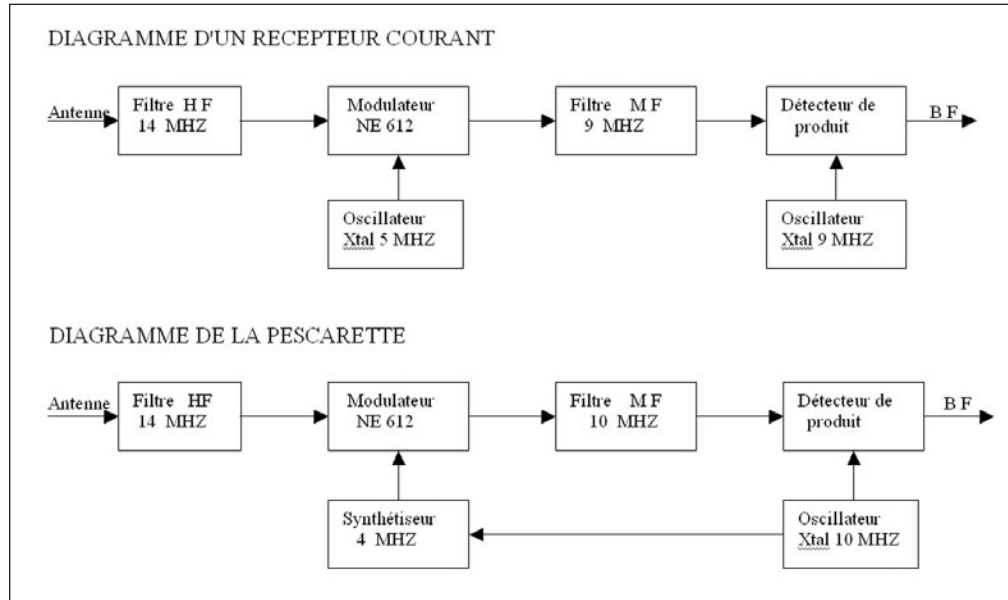 DIAGRAMME D'UN RECEPTEUR COURANT
Antenne
Filtre H F
14 MHZ
Modulateur
NE 612
Filtre M F
9 MHZ
Détecteur de
produit
B F
Oscillateur
Xtal 5 MHZ
Oscillateur
Xtal 9 MHZ
DIAGRAMME DE LA PESCARETTE
Antenne
Filtre HF
14 MHZ
Modulateur
NE 612
Filtre M F
10 MHZ
Détecteur de
produit
B F
Synthétiseur
4 MHZ
Oscillateur
Xtal 10 MHZ